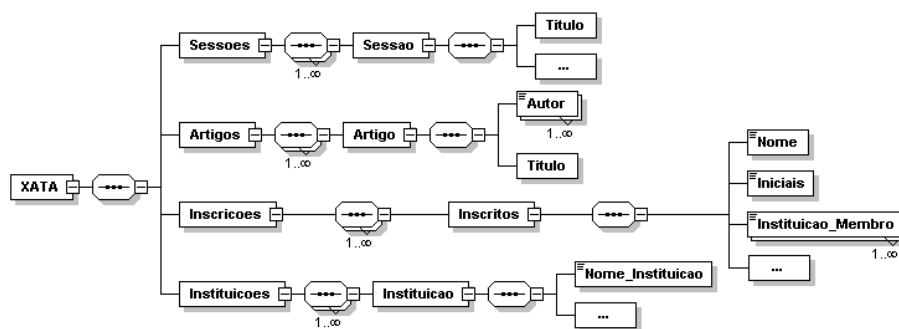 XATA
Sessoes
1..∞
Sessao
Titulo
...
Artigos
1..∞
Artigo
Autor
1..∞
Titulo
Inscricoes
1..∞
Inscritos
Nome
Iniciais
Instituicao_Membro
1..∞
...
Instituicoes
1..∞
Instituicao
Nome_Instituicao
...